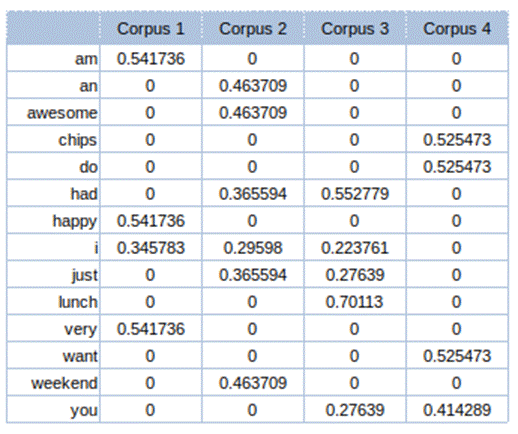 Corpus 1 Corpus 2 Corpus 3 Corpus 4
am 0.541736 0 0 0
an 0 0.463709 0 0
awesome 0 0.463709 0 0
chips 0 0 0 0.525473
do 0 0 0 0.525473
had 0 0.365594 0.552779 0
happy 0.541736 0 0 0
i 0.345783 0.29598 0.223761 0
just 0 0.365594 0.27639 0
lunch 0 0 0.70113 0
very 0.541736 0 0 0
want 0 0 0 0.525473
weekend 0 0.463709 0 0
you 0 0 0.27639 0.414289